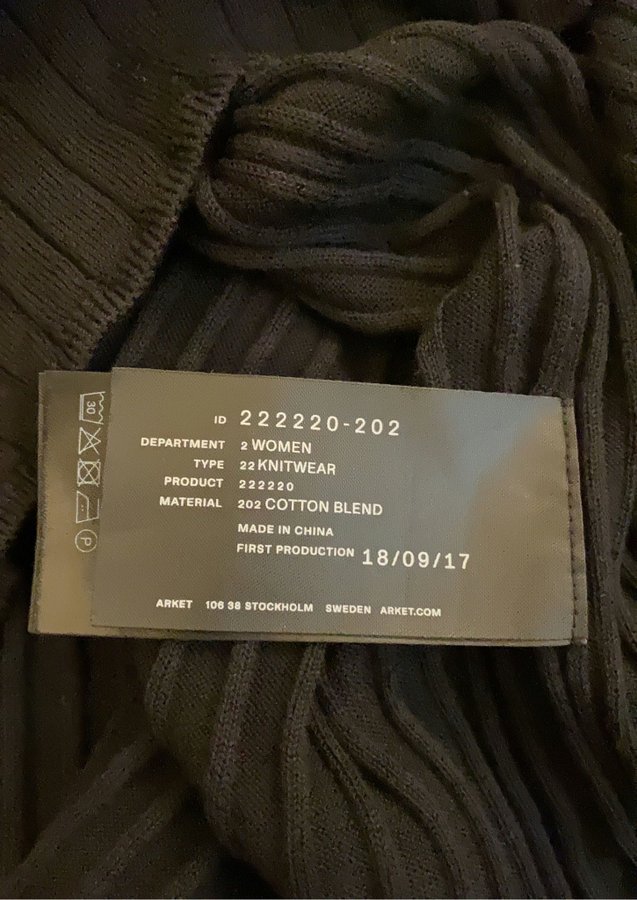 ID 222220-202
DEPARTMENT 2 WOMEN
TYPE 22 KNITWEAR
PRODUCT 222220
MATERIAL 202 COTTON BLEND
MADE IN CHINA
FIRST PRODUCTION 18/09/17
ARKET 106 38 STOCKHOLM SWEDEN ARKET.COM
30
P